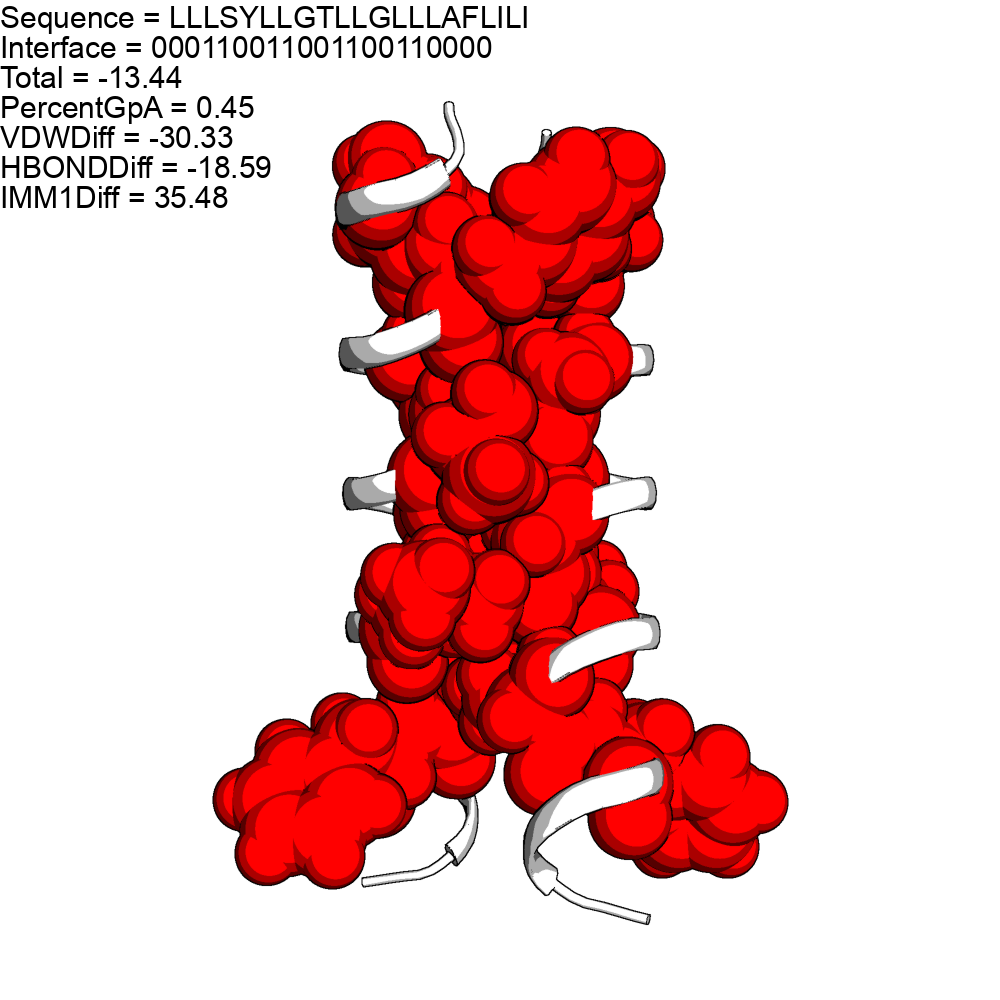 Sequence = LLLSYLLGTLLGLLLAFLILI
Interface = 000110011001100110000
Total = -13.44
PercentGpA = 0.45
VDWDiff = -30.33
HBONDDiff = -18.59
IMM1Diff = 35.48